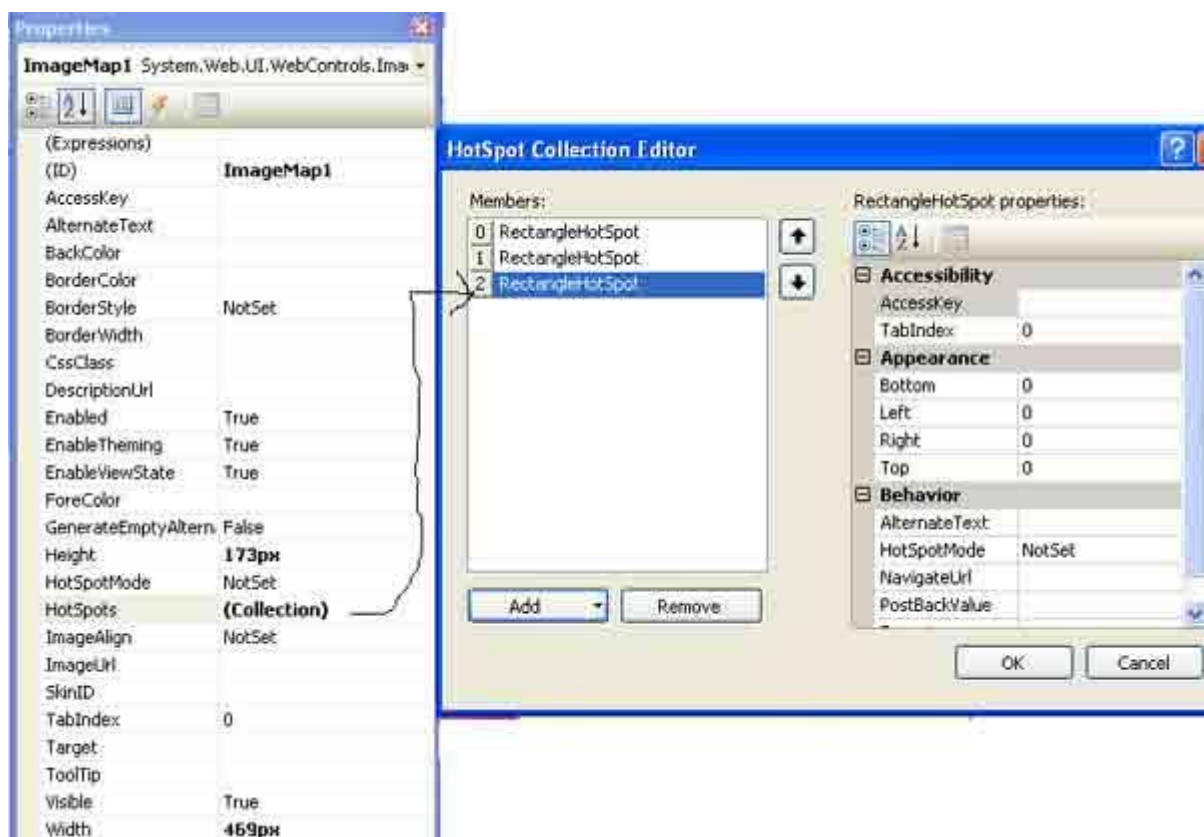 Properties
ImageMap1 System.Web.UI.WebControls.Ima
(Expressions)
(ID) ImageMap1
AccessKey
AlternateText
BackColor
BorderColor
BorderStyle NotSet
BorderWidth
CssClass
DescriptionUrl
Enabled True
EnableTheming True
EnableViewState True
ForeColor
GenerateEmptyAltern False
Height 173px
HotSpotMode NotSet
HotSpots (Collection)
ImageAlign NotSet
ImageUrl
SkinID
TabIndex 0
Target
ToolTip
Visible True
Width 469px
HotSpot Collection Editor
Members:
0 RectangleHotSpot
1 RectangleHotSpot
2 RectangleHotSpot
Add
Remove
RectangleHotSpot properties:
Accessibility
AccessKey
TabIndex 0
Appearance
Bottom 0
Left 0
Right 0
Top 0
Behavior
AlternateText
HotSpotMode NotSet
NavigateUrl
PostBackValue
OK
Cancel